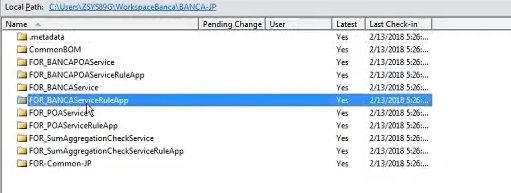 Local Path: C:\Users\ZSYS89G\WorkspaceBanca\BANCA-JP
Name Pending Change User Latest Last Check-in
.metadata Yes 2/13/2018 5:26:...
CommonBOM Yes 2/13/2018 5:26:...
FOR_BANCAPOAService Yes 2/13/2018 5:26:...
FOR_BANCAPOAServiceRuleApp Yes 2/13/2018 5:26:...
FOR_BANCAService Yes 2/13/2018 5:26:...
FOR_BANCAServiceRuleApp Yes 2/13/2018 5:26:...
FOR_POAService Yes 2/13/2018 5:26:...
FOR_POAServiceRuleApp Yes 2/13/2018 5:26:...
FOR_SumAggregationCheckService Yes 2/13/2018 5:26:...
FOR_SumAggregationCheckServiceRuleApp Yes 2/13/2018 5:26:...
FOR-Common-JP Yes 2/13/2018 5:26:...